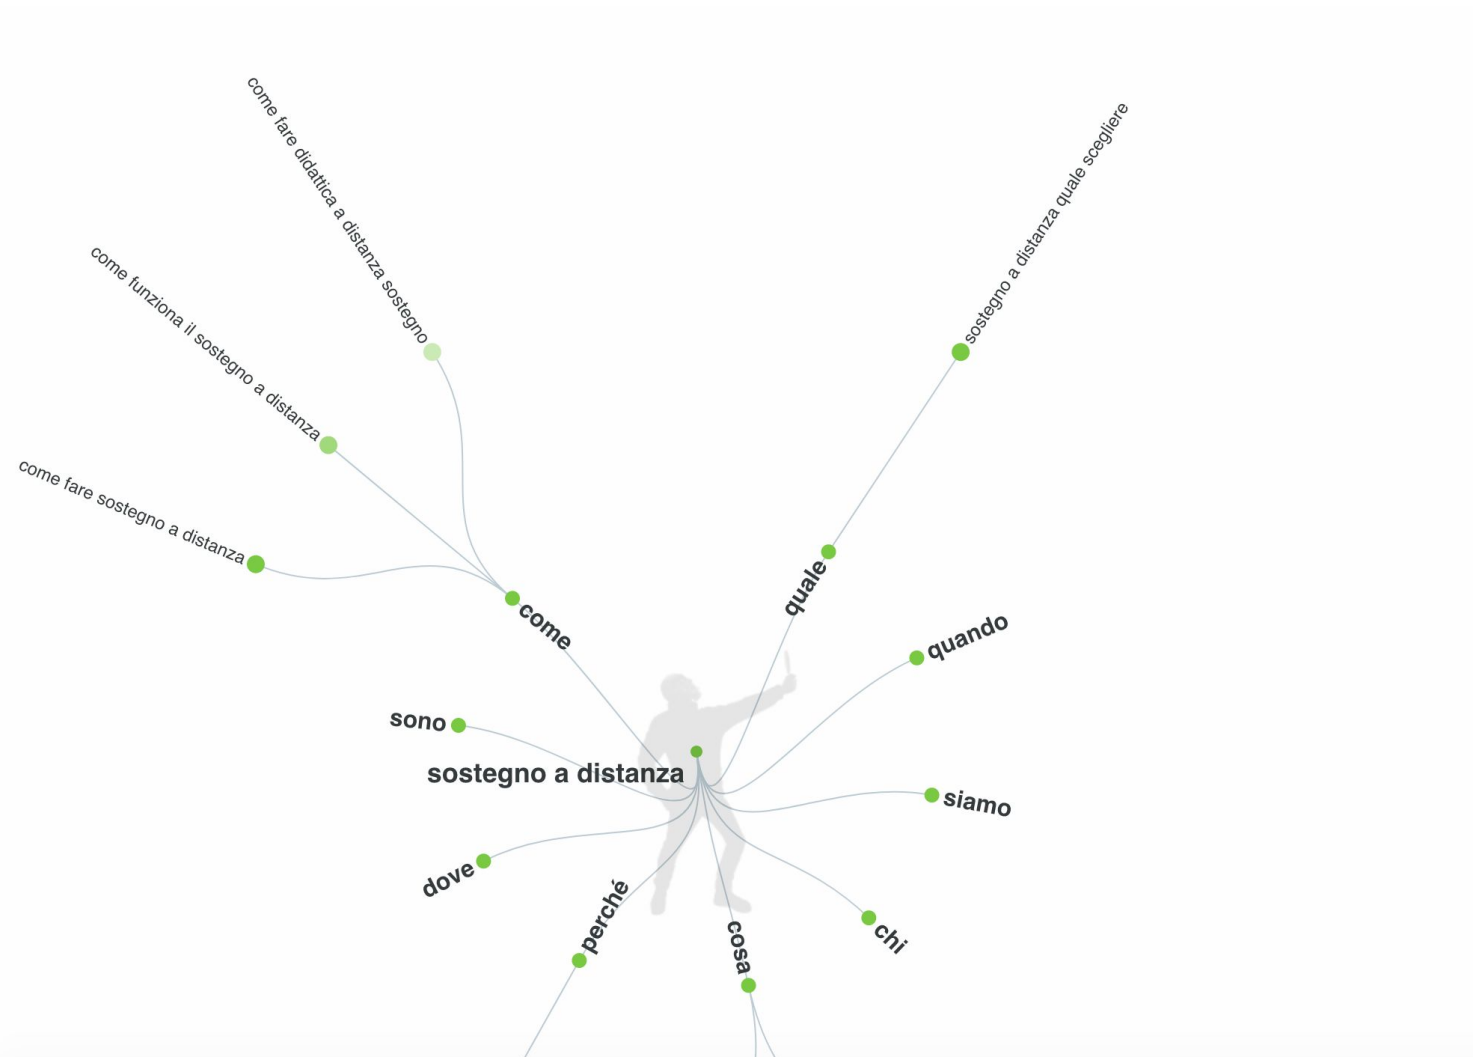 come fare didattica a distanza sostegno
sostegno a distanza quale scegliere
come funziona il sostegno a distanza
come fare sostegno a distanza
come
quale
quando
sono
sostegno a distanza
siamo
dove
perché
cosa
chi